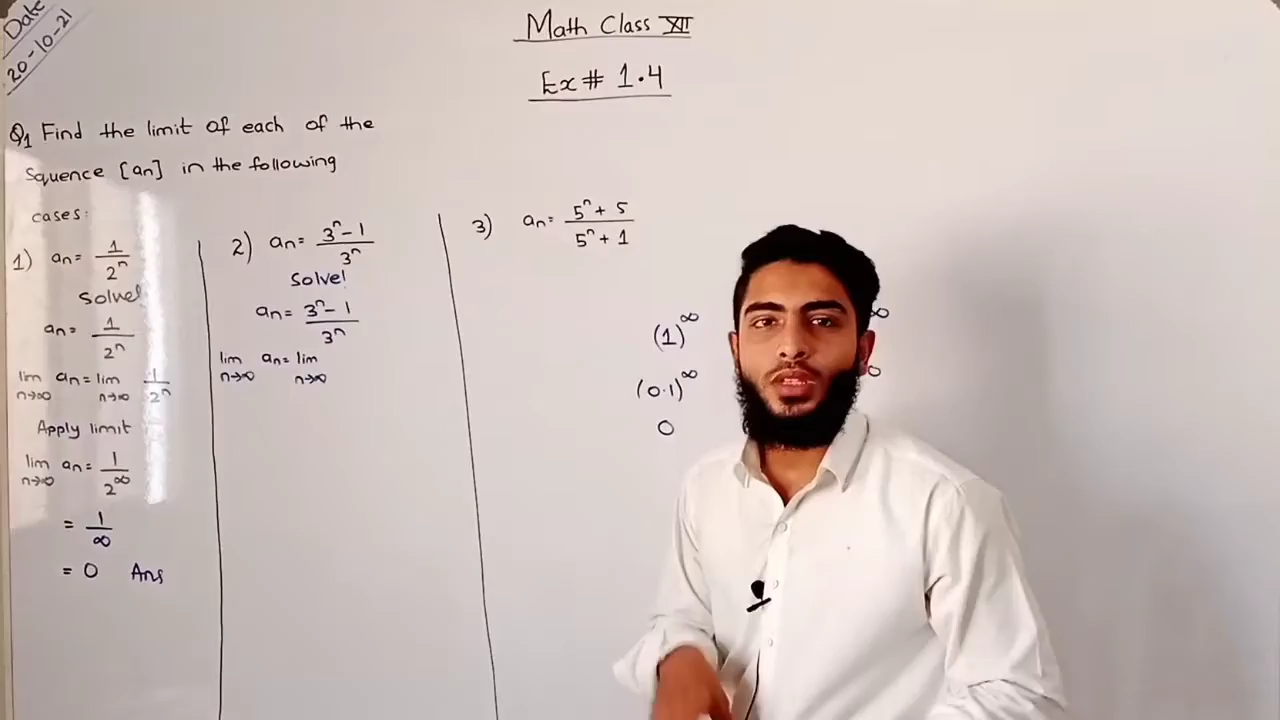 Date
20-10-21
Math Class XII
Ex# 1.4
Q1 Find the limit of each of the
Squence [an] in the following
cases:
1) an= 1/2^n
Solve!
an= 1/2^n
lim n→∞ an= lim n→∞ 1/2^n
Apply limit
lim n→∞ an= 1/2^∞
= 1/∞
= 0 Ans
2) an= 3^n-1/3^n
Solve!
an= 3^n-1/3^n
lim n→∞ an= lim n→∞
3) an= 5^n+5/5^n+1
(1)^∞
(0.1)^∞
0
∞